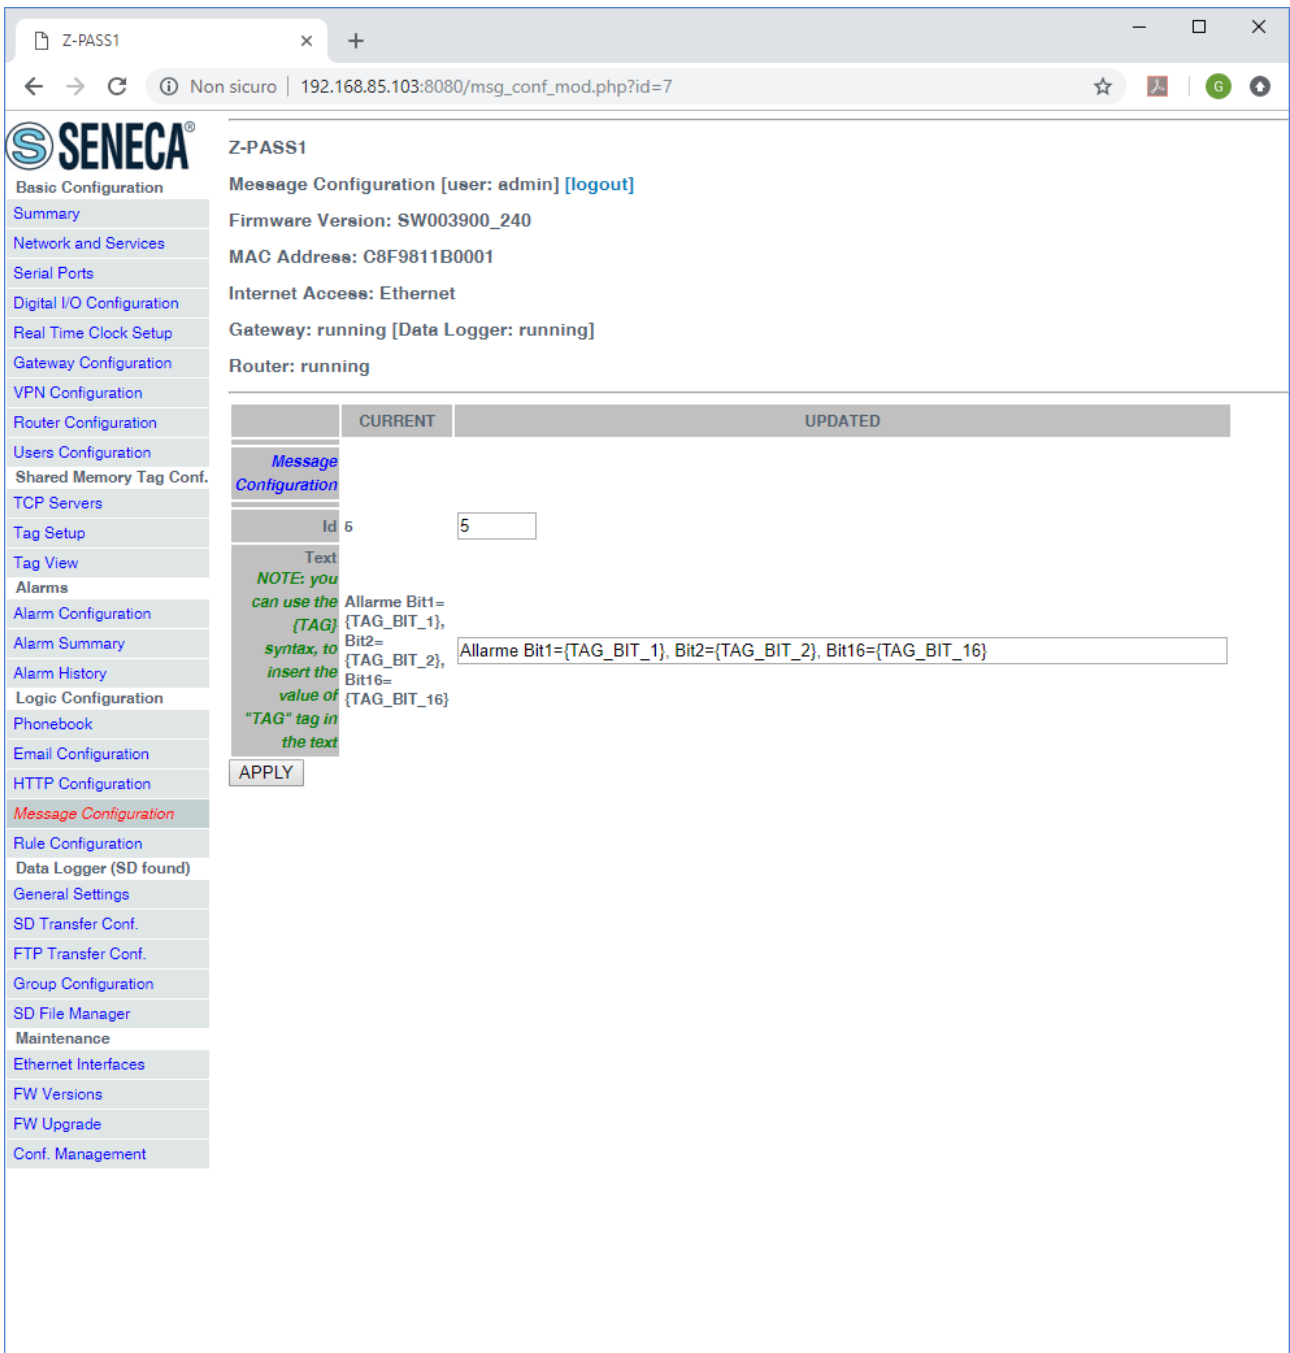 Z-PASS1
Non sicuro | 192.168.85.103:8080/msg_conf_mod.php?id=7
G
S SENECA®
Basic Configuration
Summary
Network and Services
Serial Ports
Digital I/O Configuration
Real Time Clock Setup
Gateway Configuration
VPN Configuration
Router Configuration
Users Configuration
Shared Memory Tag Conf.
TCP Servers
Tag Setup
Tag View
Alarms
Alarm Configuration
Alarm Summary
Alarm History
Logic Configuration
Phonebook
Email Configuration
HTTP Configuration
Message Configuration
Rule Configuration
Data Logger (SD found)
General Settings
SD Transfer Conf.
FTP Transfer Conf.
Group Configuration
SD File Manager
Maintenance
Ethernet Interfaces
FW Versions
FW Upgrade
Conf. Management
Z-PASS1
Message Configuration [user: admin] [logout]
Firmware Version: SW003900_240
MAC Address: C8F9811B0001
Internet Access: Ethernet
Gateway: running [Data Logger: running]
Router: running
CURRENT UPDATED
Message
Configuration
Id 5 5
Text
NOTE: you
can use the
{TAG}
syntax, to
insert the
value of
"TAG" tag in
the text
Allarme Bit1=
{TAG_BIT_1},
Bit2=
{TAG_BIT_2},
Bit16=
{TAG_BIT_16}
Allarme Bit1={TAG_BIT_1}, Bit2={TAG_BIT_2}, Bit16={TAG_BIT_16}
APPLY